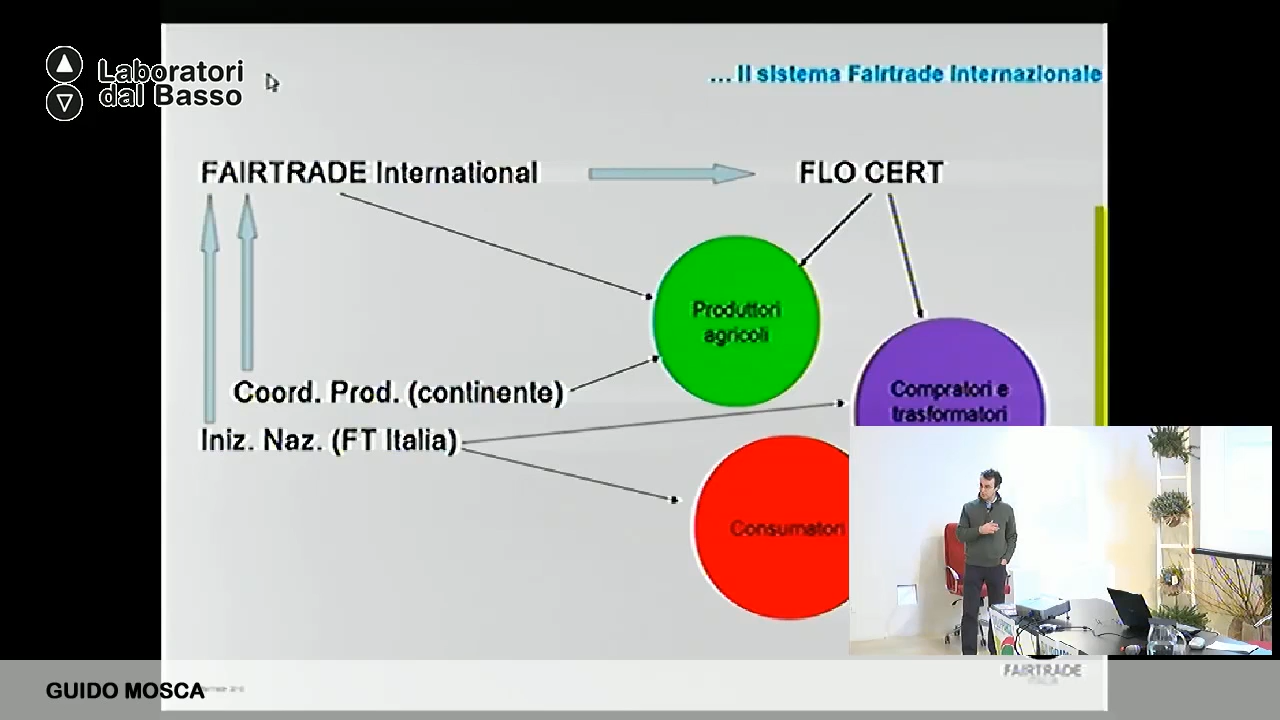 Laboratori
dal Basso
... Il sistema Fairtrade Internazionale
FAIRTRADE International
FLO CERT
Produttori
agricoli
Coord. Prod. (continente)
Compratori e
trasformatori
Iniz. Naz. (FT Italia)
Consumatori
FAIRTRADE
GUIDO MOSCA